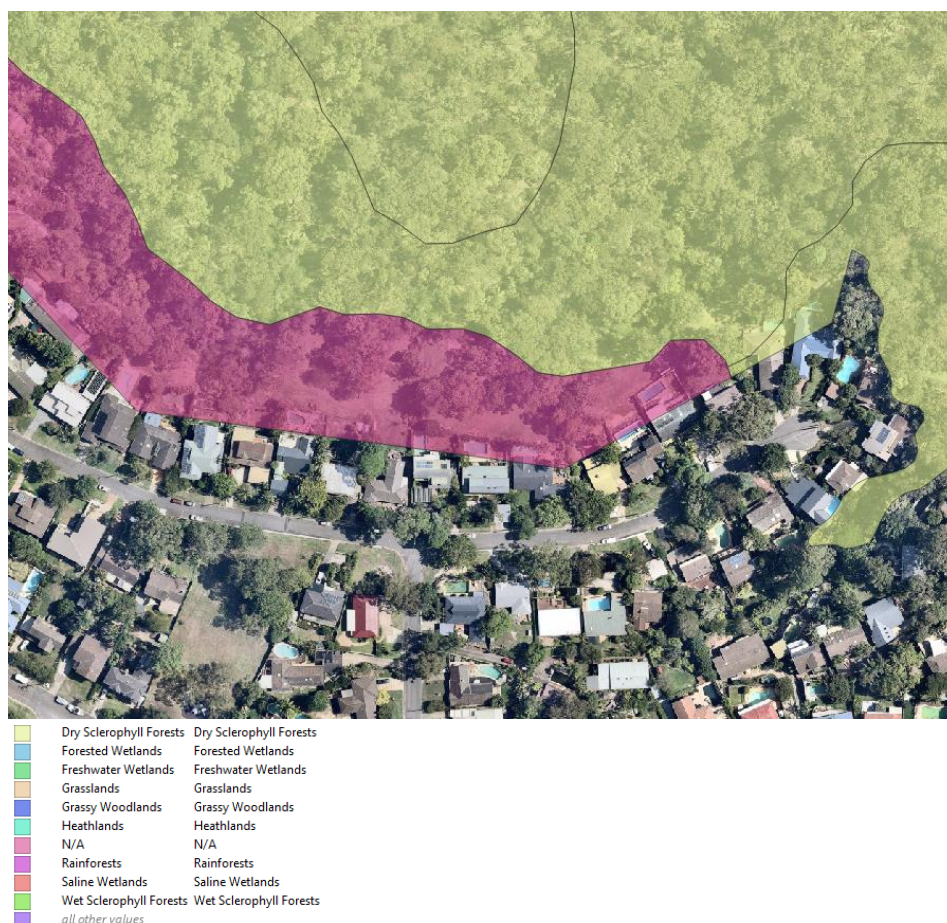 Dry Sclerophyll Forests Dry Sclerophyll Forests
Forested Wetlands Forested Wetlands
Freshwater Wetlands Freshwater Wetlands
Grasslands Grasslands
Grassy Woodlands Grassy Woodlands
Heathlands Heathlands
N/A N/A
Rainforests Rainforests
Saline Wetlands Saline Wetlands
Wet Sclerophyll Forests Wet Sclerophyll Forests
all other values